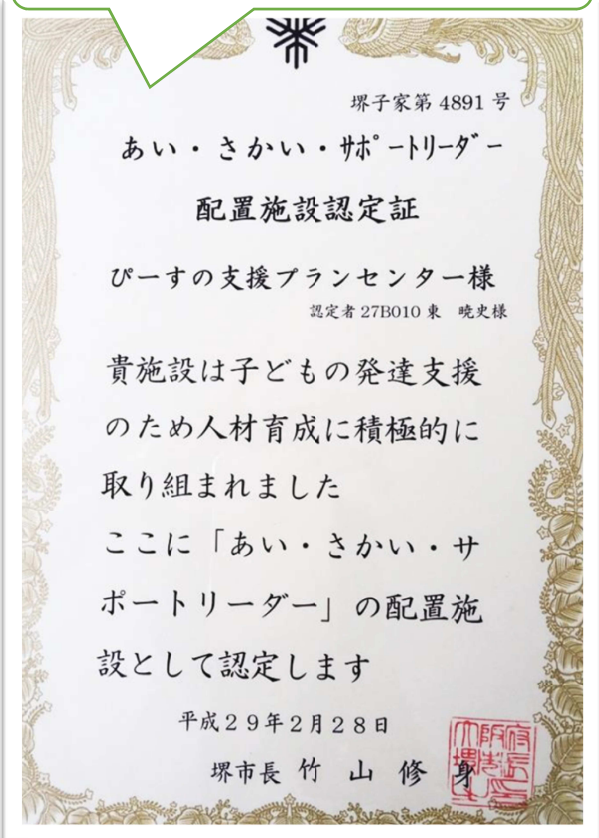 堺子家第 4891 号
あい・さかい・ｻﾎﾟｰﾄﾘｰﾀﾞｰ
配置施設認定証
ぴーすの支援プランセンター様
認定者 27B010 東　暁史様
貴施設は子どもの発達支援
のため人材育成に積極的に
取り組まれました
ここに「あい・さかい・サ
ポートリーダー」の配置施
設として認定します
平成２９年２月２８日
堺市長 竹 山 修 身